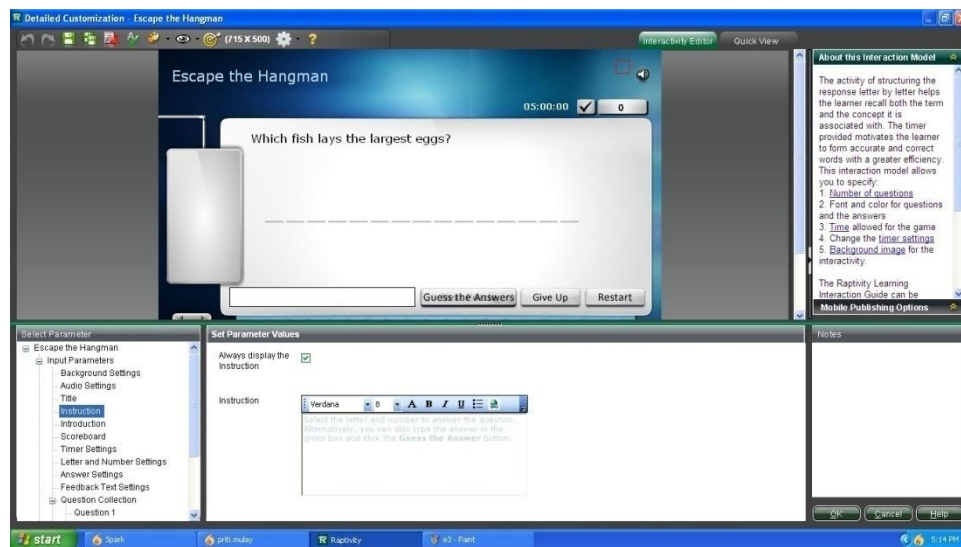 Detailed Customization - Escape the Hangman
(715 X 500)
Interactivity Editor
Quick View
Escape the Hangman
05:00:00
0
Which fish lays the largest eggs?
Guess the Answers
Give Up
Restart
About this Interaction Model
The activity of structuring the
response letter by letter helps
the learner recall both the term
and the concept it is
associated with. The timer
provided motivates the learner
to form accurate and correct
words with a greater efficiency.
This interaction model allows
you to specify:
1. Number of questions
2. Font and color for questions
and the answers
3. Time allowed for the game
4. Change the timer settings
5. Background image for the
interactivity.
The Raptivity Learning
Interaction Guide can be
Mobile Publishing Options
Select Parameter
Escape the Hangman
Input Parameters
Background Settings
Audio Settings
Title
Instruction
Introduction
Scoreboard
Timer Settings
Letter and Number Settings
Answer Settings
Feedback Text Settings
Question Collection
Question 1
Set Parameter Values
Always display the
Instruction
Instruction
Verdana
8
A B I U
Select the letter and number to answer the question.
Alternatively, you can also type the answer in the
given box and click the Guess the Answer button.
Notes
OK
Cancel
Help
start
Spark
priti.mulay
Raptivity
e3 - Paint
5:14 PM